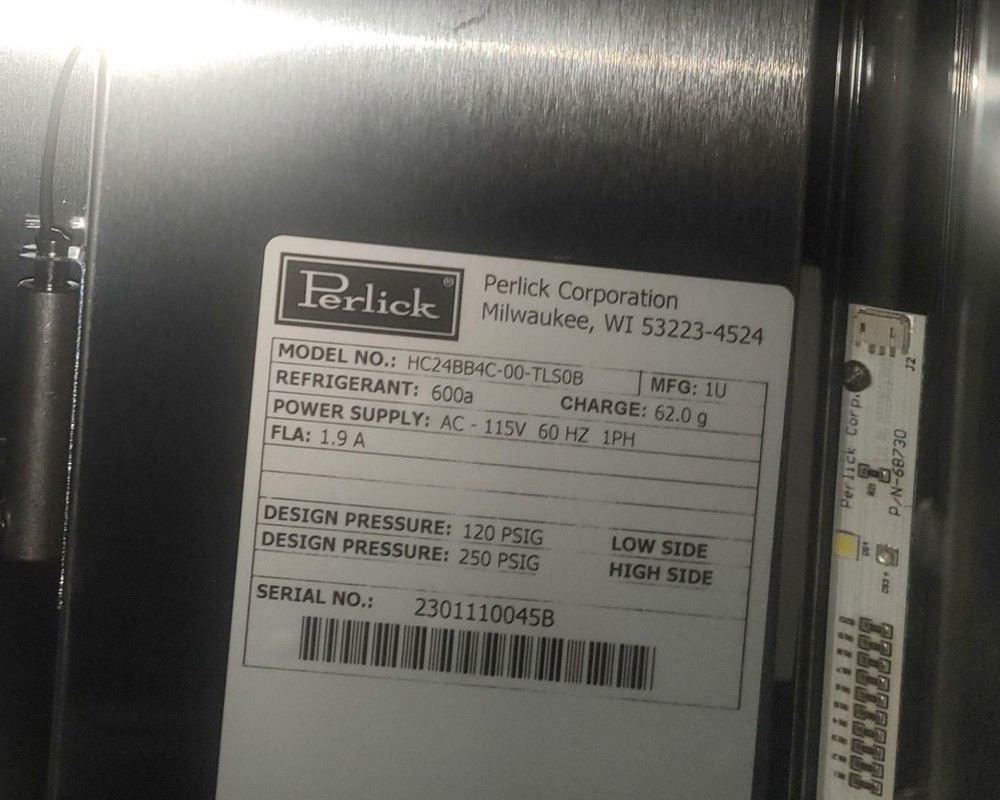 Perlick®
Perlick Corporation
Milwaukee, WI 53223-4524
MODEL NO.: HC24BB4C-00-TLS0B MFG: 1U
REFRIGERANT: 600a CHARGE: 62.0 g
POWER SUPPLY: AC - 115V 60 HZ 1PH
FLA: 1.9 A
DESIGN PRESSURE: 120 PSIG LOW SIDE
DESIGN PRESSURE: 250 PSIG HIGH SIDE
SERIAL NO.: 2301110045B
J2
Perlick Corp.
P/N-68730